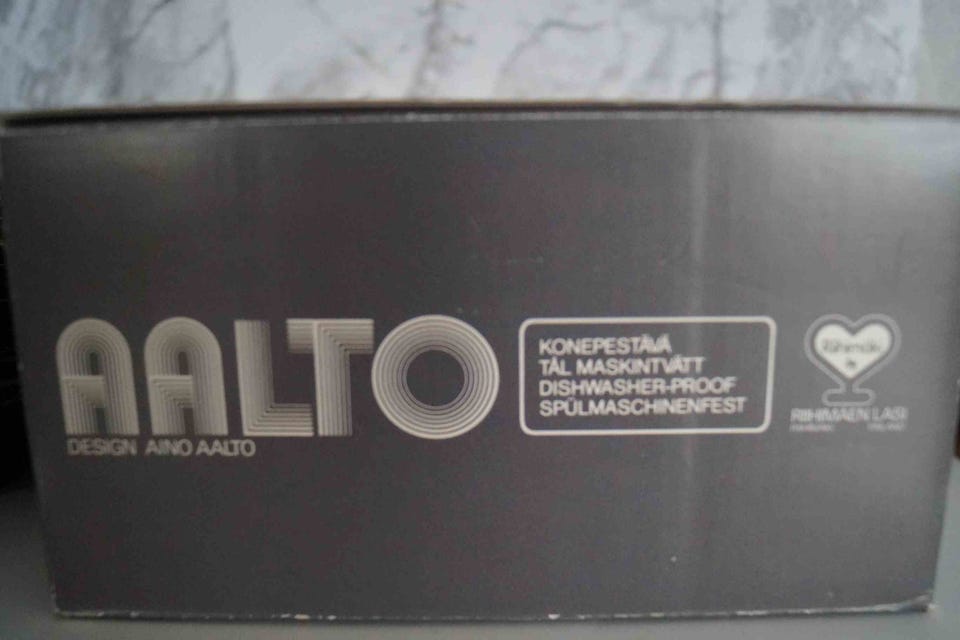 AALTO
DESIGN AINO AALTO
KONEPESTÄVÄ
TÅL MASKINTVÄTT
DISHWASHER-PROOF
SPÜLMASCHINENFEST
RIIHIMÄEN LASI